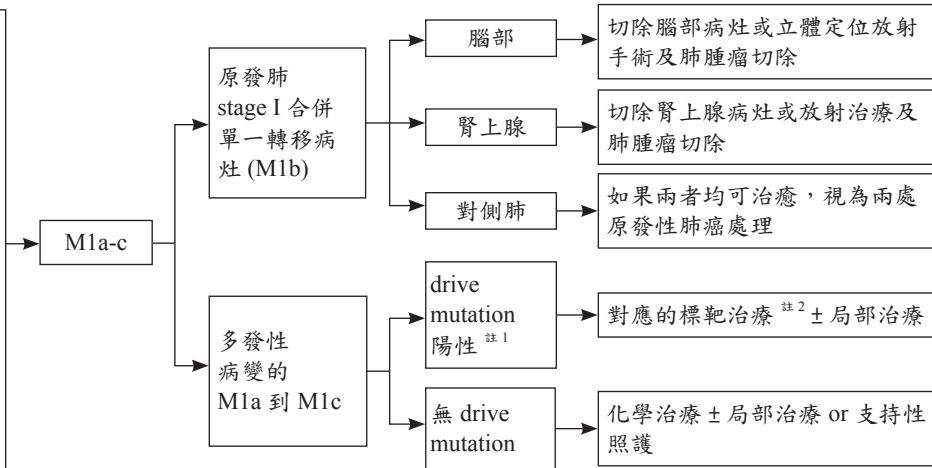 M1a-c
原發肺
stage I 合併
單一轉移病
灶 (M1b)
腦部
切除腦部病灶或立體定位放射
手術及肺腫瘤切除
腎上腺
切除腎上腺病灶或放射治療及
肺腫瘤切除
對側肺
如果兩者均可治癒，視為兩處
原發性肺癌處理
多發性
病變的
M1a 到 M1c
drive
mutation
陽性 註1
對應的標靶治療 註2 ± 局部治療
無 drive
mutation
化學治療 ± 局部治療 or 支持性
照護